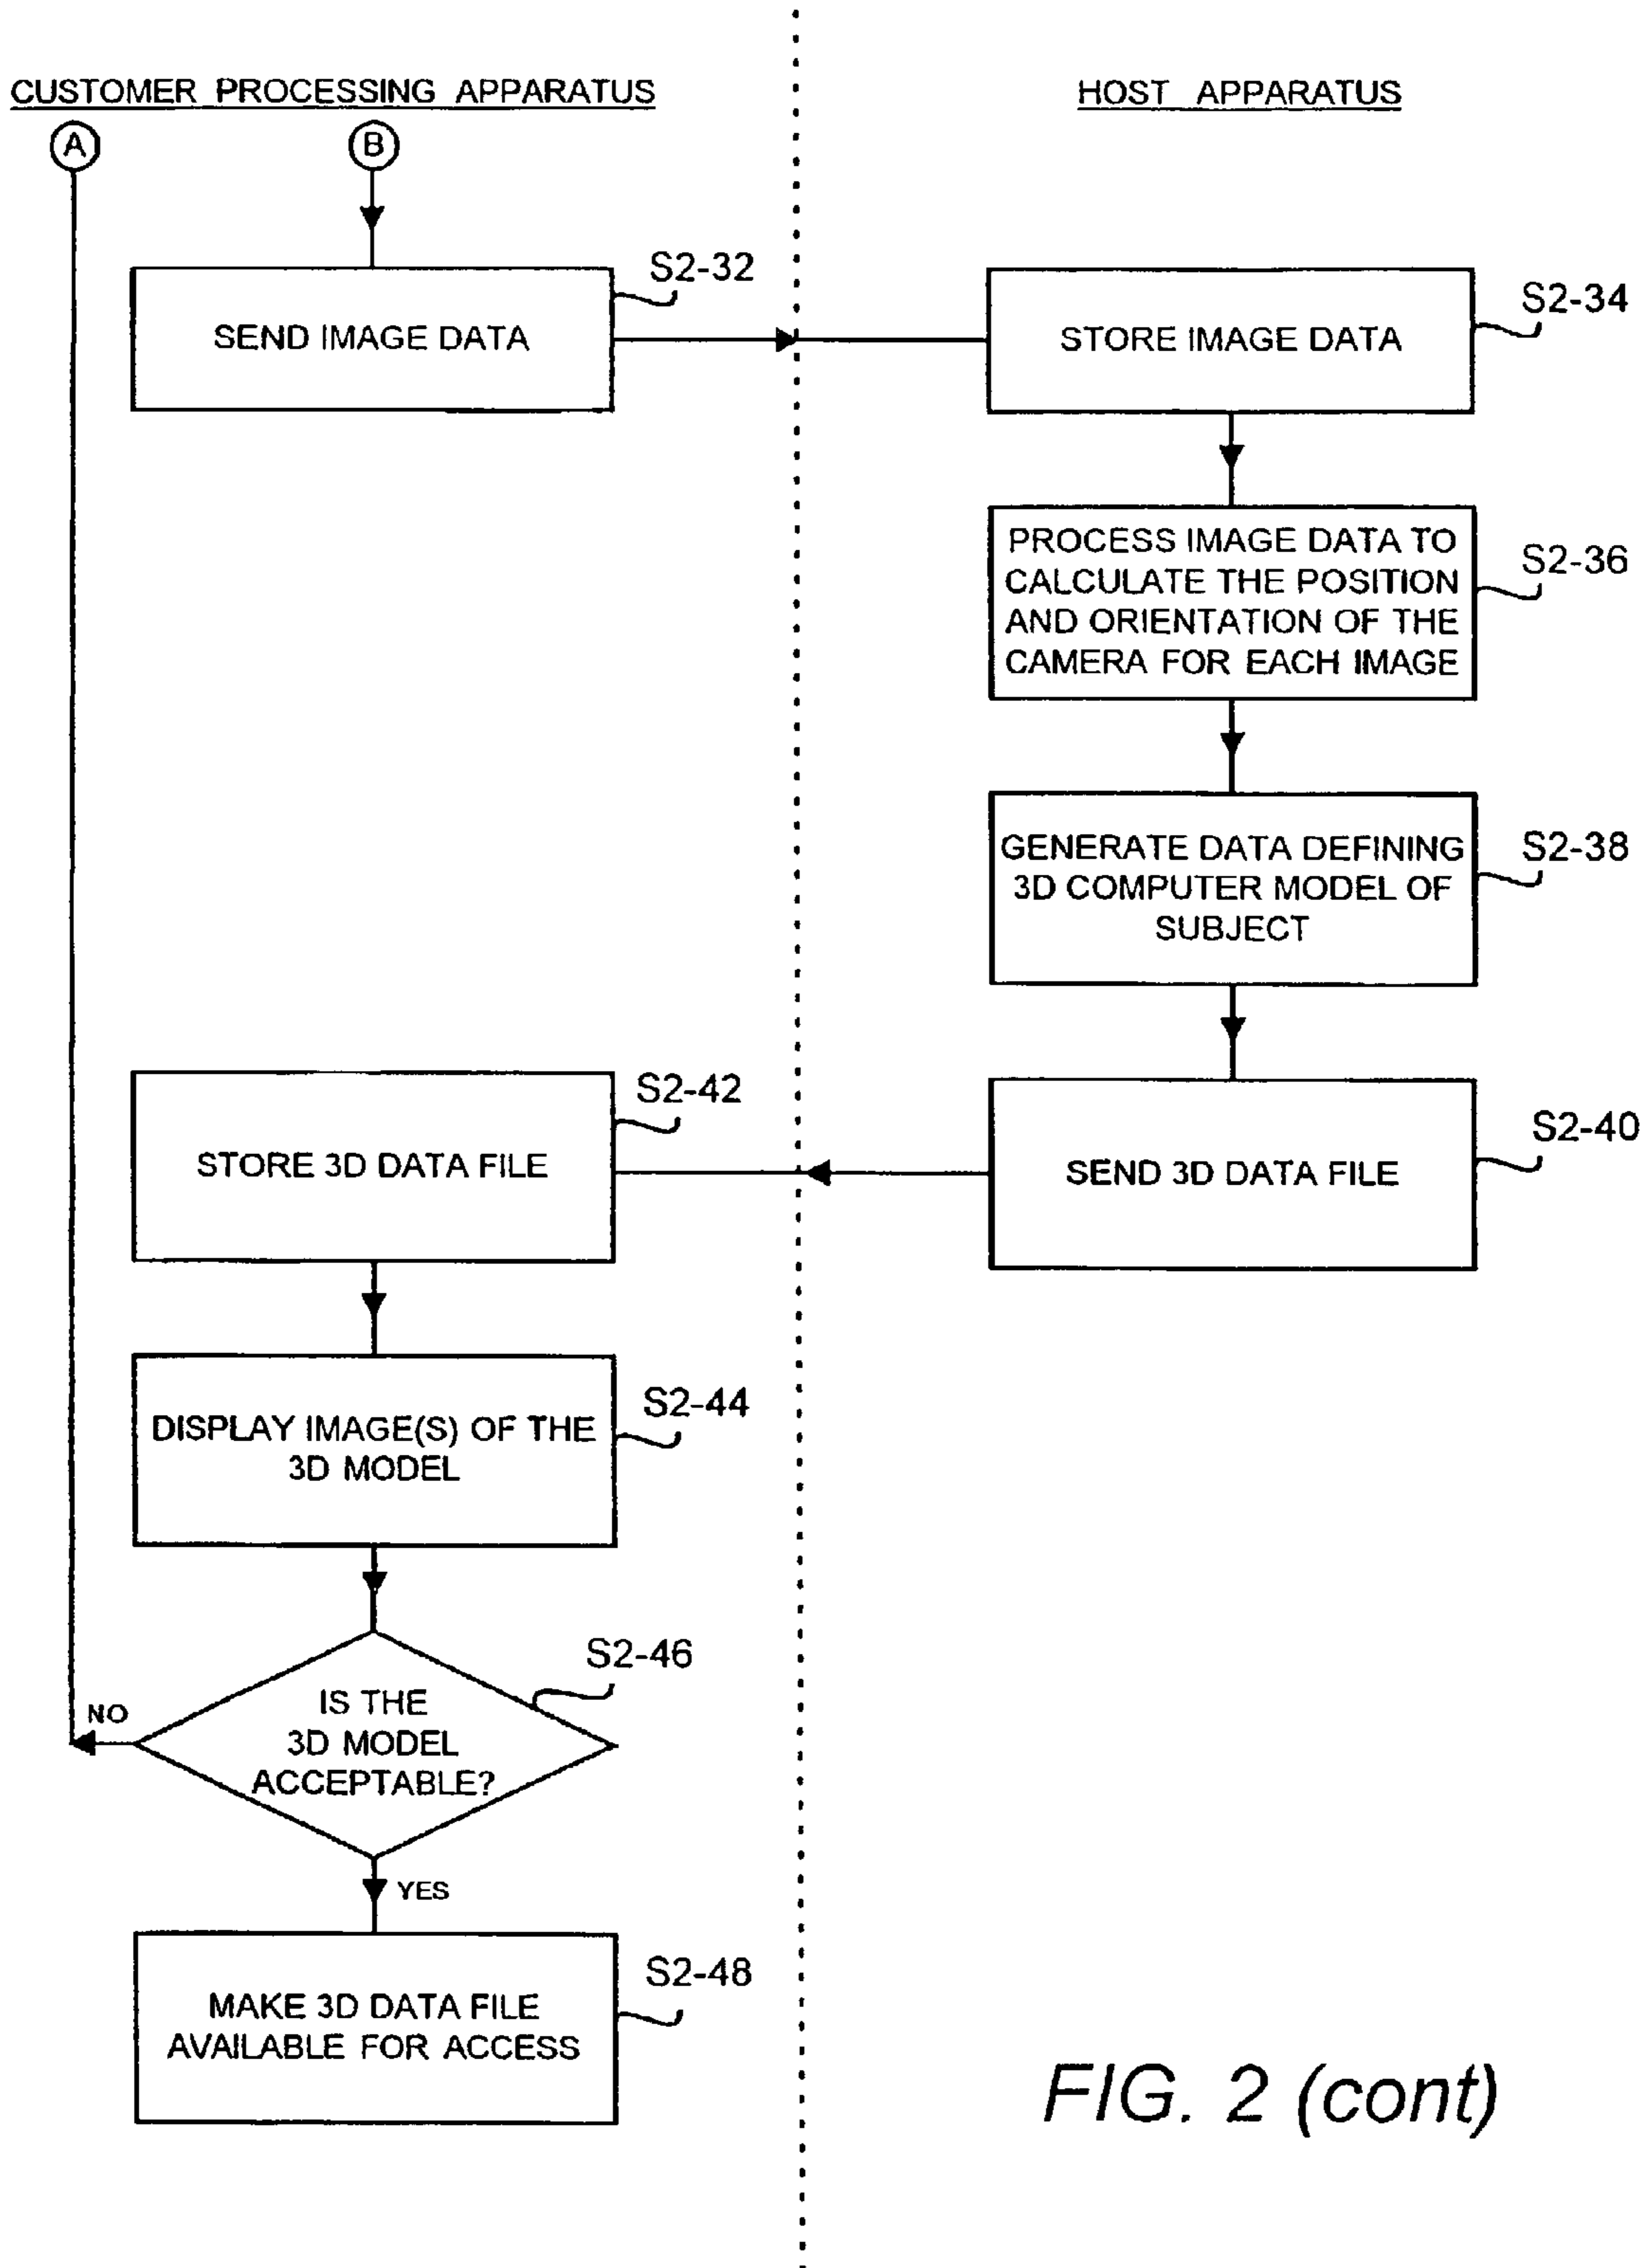 CUSTOMER PROCESSING APPARATUS
HOST APPARATUS
A
B
S2-32
SEND IMAGE DATA
S2-34
STORE IMAGE DATA
S2-36
PROCESS IMAGE DATA TO
CALCULATE THE POSITION
AND ORIENTATION OF THE
CAMERA FOR EACH IMAGE
S2-38
GENERATE DATA DEFINING
3D COMPUTER MODEL OF
SUBJECT
S2-40
SEND 3D DATA FILE
S2-42
STORE 3D DATA FILE
S2-44
DISPLAY IMAGE(S) OF THE
3D MODEL
S2-46
IS THE
3D MODEL
ACCEPTABLE?
NO
YES
S2-48
MAKE 3D DATA FILE
AVAILABLE FOR ACCESS
FIG. 2 (cont)